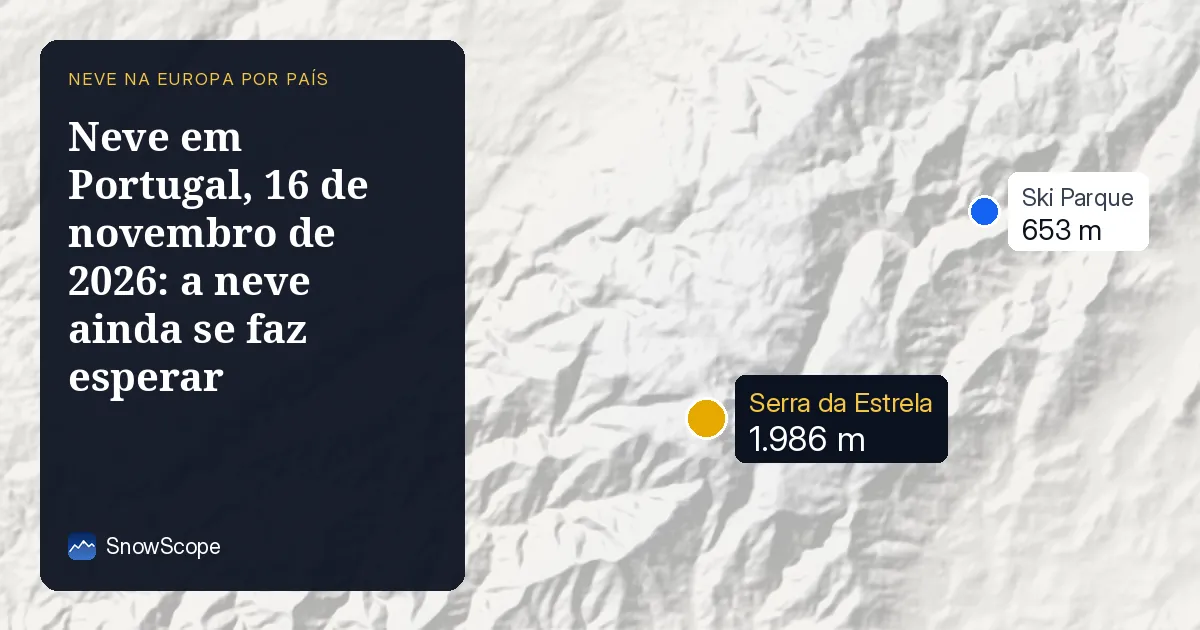 NEVE NA EUROPA POR PAÍS
Neve em
Portugal, 16 de
novembro de
2026: a neve
ainda se faz
esperar
SnowScope
Ski Parque
653 m
Serra da Estrela
1.986 m